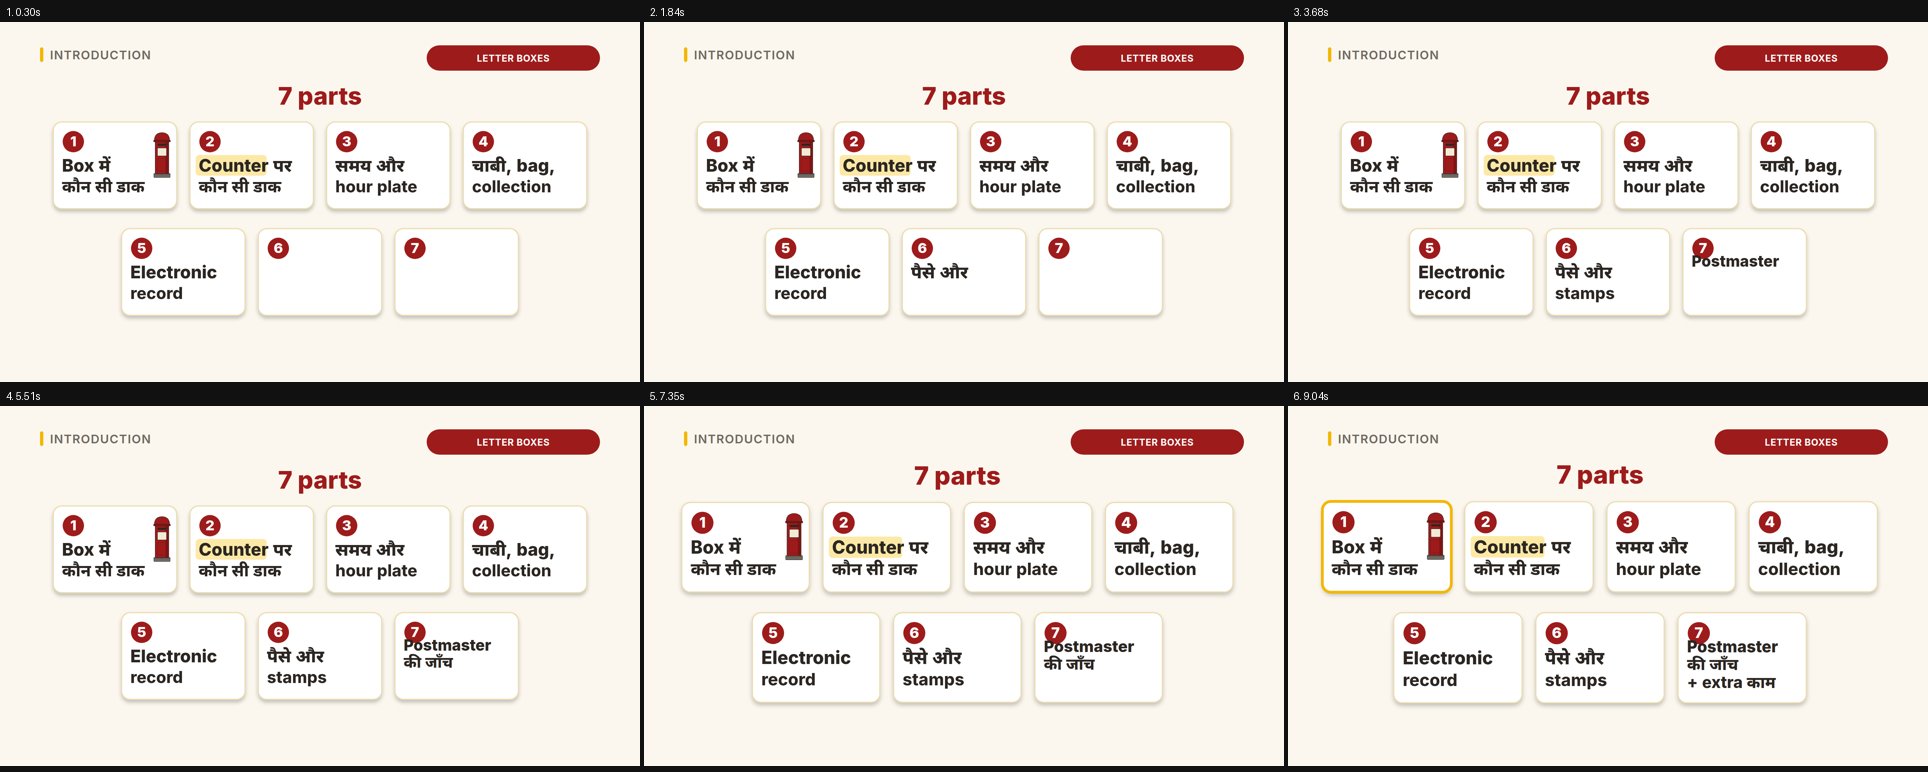 1. 0.30s
INTRODUCTION
LETTER BOXES
7 parts
1
Box में
कौन सी डाक
2
Counter पर
कौन सी डाक
3
समय और
hour plate
4
चाबी, bag,
collection
5
Electronic
record
6
7
2. 1.84s
INTRODUCTION
LETTER BOXES
7 parts
1
Box में
कौन सी डाक
2
Counter पर
कौन सी डाक
3
समय और
hour plate
4
चाबी, bag,
collection
5
Electronic
record
6
पैसे और
7
3. 3.68s
INTRODUCTION
LETTER BOXES
7 parts
1
Box में
कौन सी डाक
2
Counter पर
कौन सी डाक
3
समय और
hour plate
4
चाबी, bag,
collection
5
Electronic
record
6
पैसे और
stamps
7
Postmaster
4. 5.51s
INTRODUCTION
LETTER BOXES
7 parts
1
Box में
कौन सी डाक
2
Counter पर
कौन सी डाक
3
समय और
hour plate
4
चाबी, bag,
collection
5
Electronic
record
6
पैसे और
stamps
7
Postmaster
की जाँच
5. 7.35s
INTRODUCTION
LETTER BOXES
7 parts
1
Box में
कौन सी डाक
2
Counter पर
कौन सी डाक
3
समय और
hour plate
4
चाबी, bag,
collection
5
Electronic
record
6
पैसे और
stamps
7
Postmaster
की जाँच
6. 9.04s
INTRODUCTION
LETTER BOXES
7 parts
1
Box में
कौन सी डाक
2
Counter पर
कौन सी डाक
3
समय और
hour plate
4
चाबी, bag,
collection
5
Electronic
record
6
पैसे और
stamps
7
Postmaster
की जाँच
+ extra काम